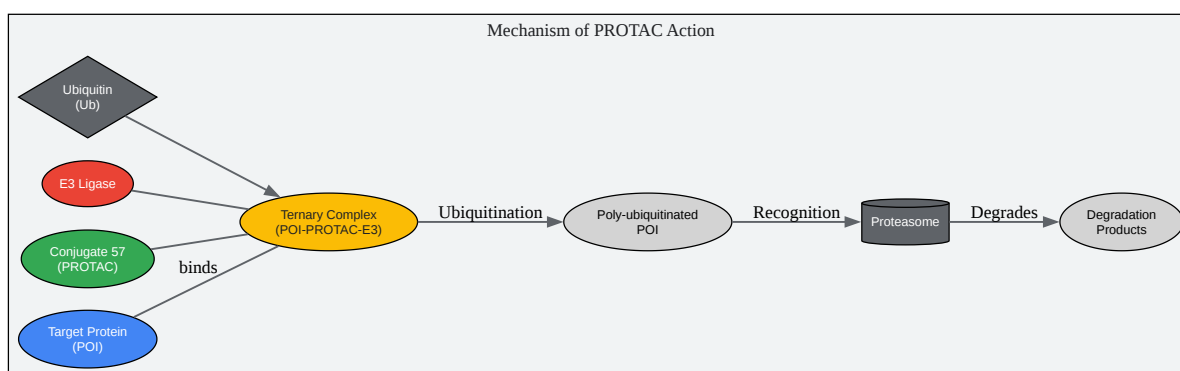 Mechanism of PROTAC Action
Ubiquitin
(Ub)
E3 Ligase
Conjugate 57
(PROTAC)
binds
Target Protein
(POI)
Ternary Complex
(POI-PROTAC-E3)
Ubiquitination
Poly-ubiquitinated
POI
Recognition
Proteasome
Degrades
Degradation
Products